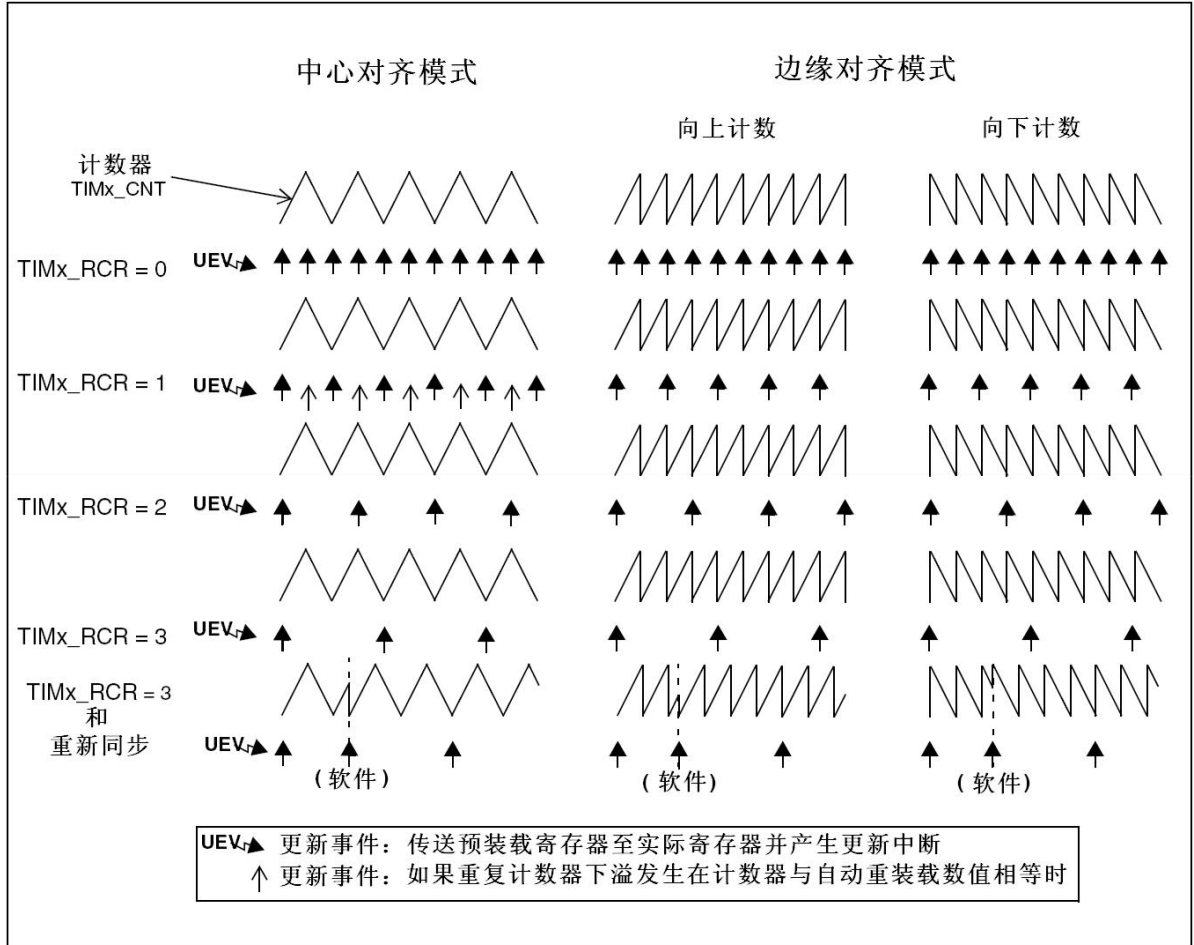 中心对齐模式
边缘对齐模式
向上计数
向下计数
计数器
TIMx_CNT
TIMx_RCR = 0
UEV
TIMx_RCR = 1
UEV
TIMx_RCR = 2
UEV
TIMx_RCR = 3
UEV
TIMx_RCR = 3
和
重新同步
UEV
(软件)
(软件)
(软件)
UEV 更新事件：传送预装载寄存器至实际寄存器并产生更新中断
更新事件：如果重复计数器下溢发生在计数器与自动重装载数值相等时